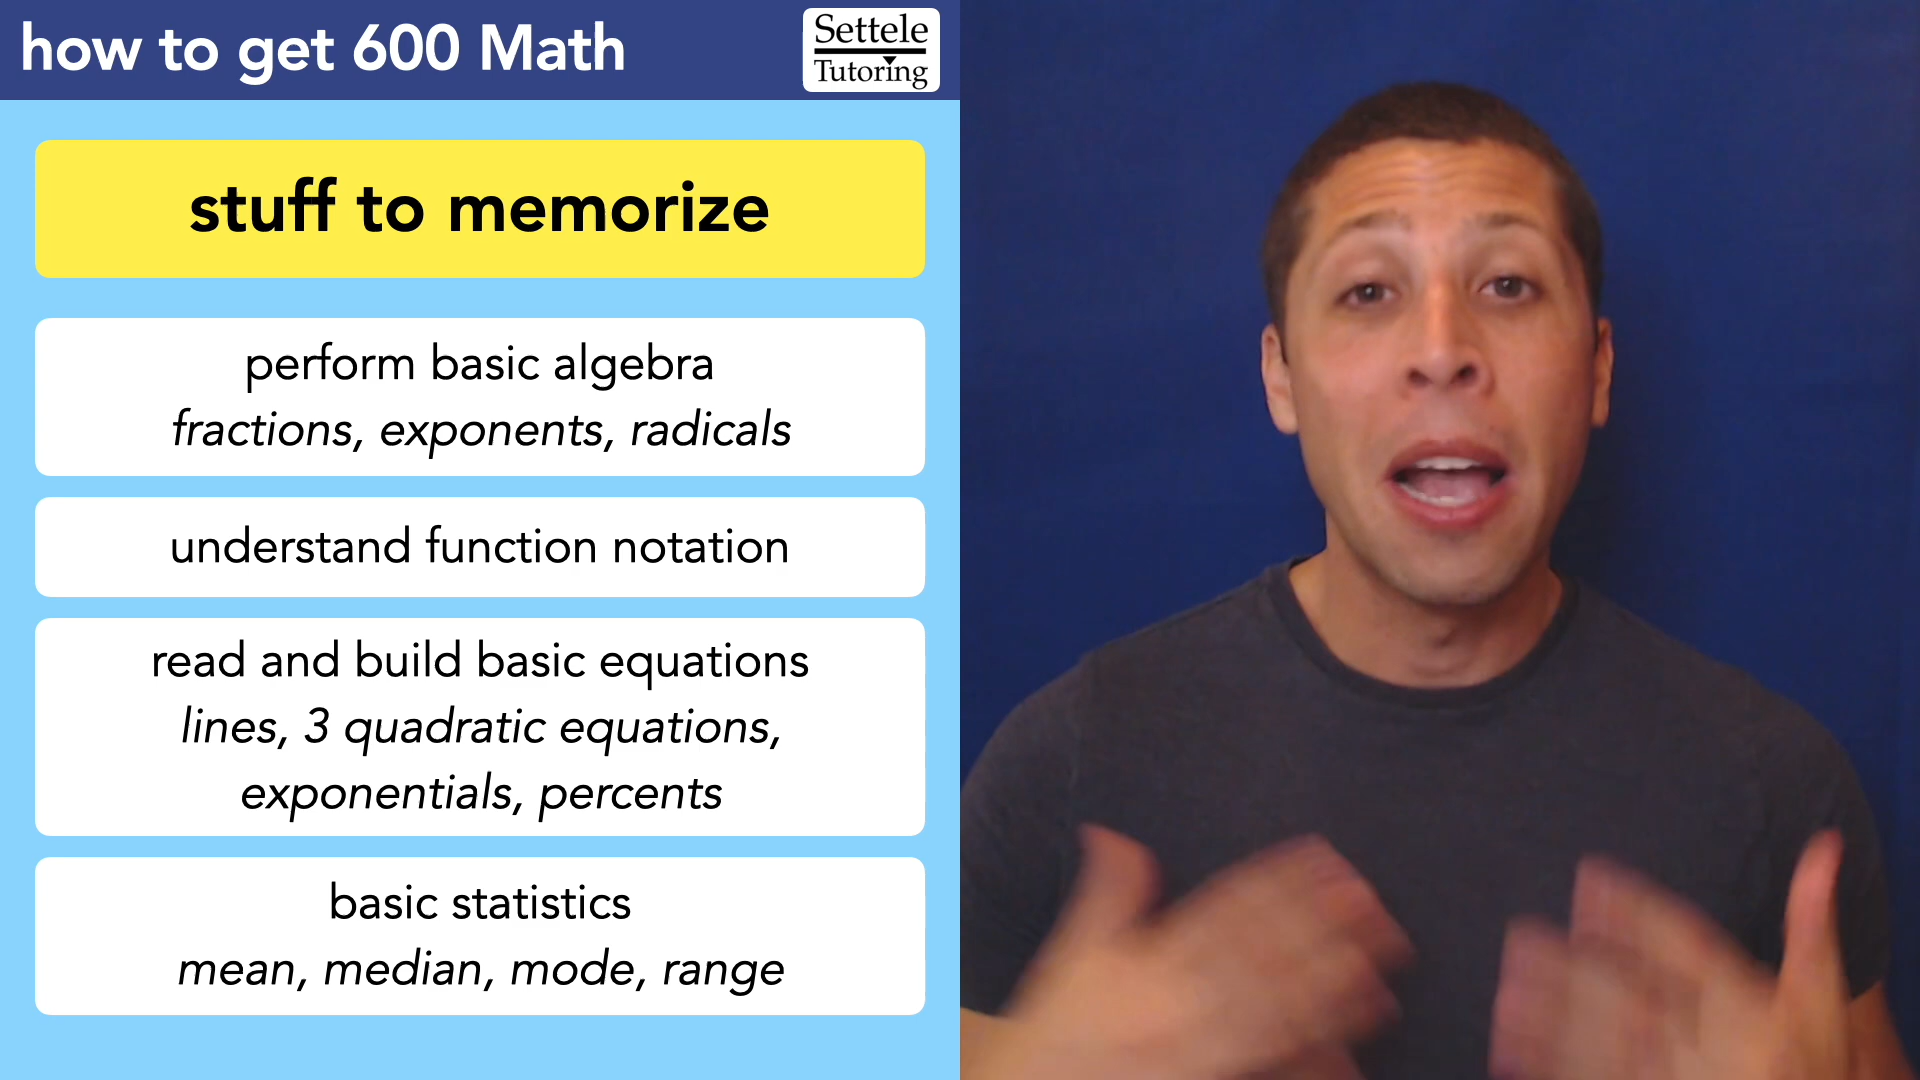 how to get 600 Math
Settele
Tutoring
stuff to memorize
perform basic algebra
fractions, exponents, radicals
understand function notation
read and build basic equations
lines, 3 quadratic equations,
exponentials, percents
basic statistics
mean, median, mode, range